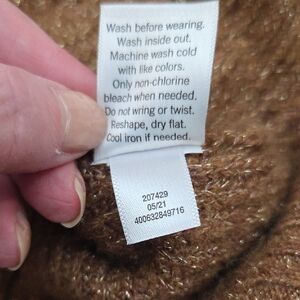 Wash before wearing.
Wash inside out.
Machine wash cold
with like colors.
Only non-chlorine
bleach when needed.
Do not wring or twist.
Reshape, dry flat.
Cool iron if needed.
207429
05/21
400632849716